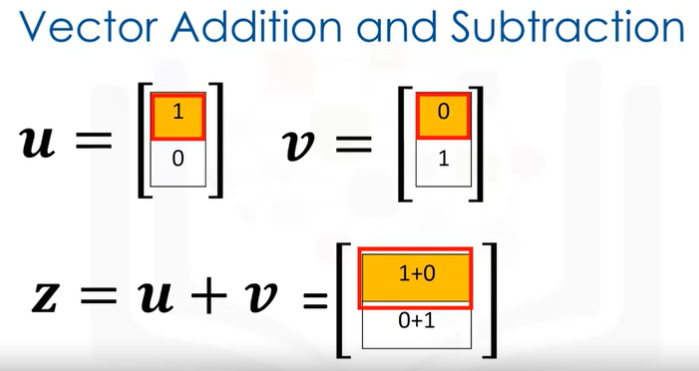 Vector Addition and Subtraction
u = [1 0] v = [0 1]
z = u + v = [1+0 0+1]